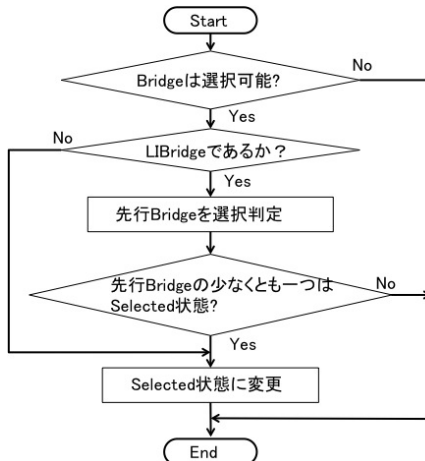 Start
Bridgeは選択可能?
No
Yes
No
LIBridgeであるか？
Yes
先行Bridgeを選択判定
先行Bridgeの少なくとも一つは
Selected状態?
No
Yes
Selected状態に変更
End